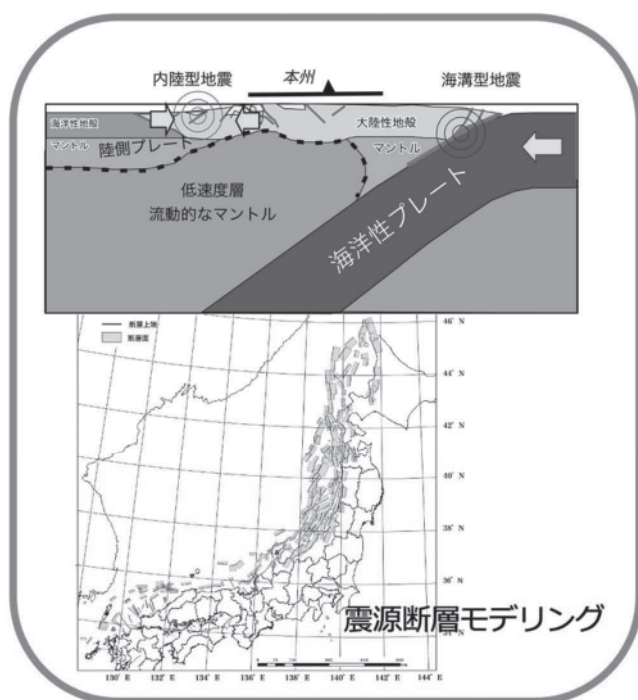 内陸型地震
本州
海溝型地震
海洋性地殻
大陸性地殻
マントル
陸側プレート
マントル
低速度層
流動的なマントル
海洋性プレート
断層上端
断層面
46° N
44° N
42° N
40° N
38° N
36° N
震源断層モデリング
130° E
132° E
134° E
136° E
138° E
140° E
142° E
144° E